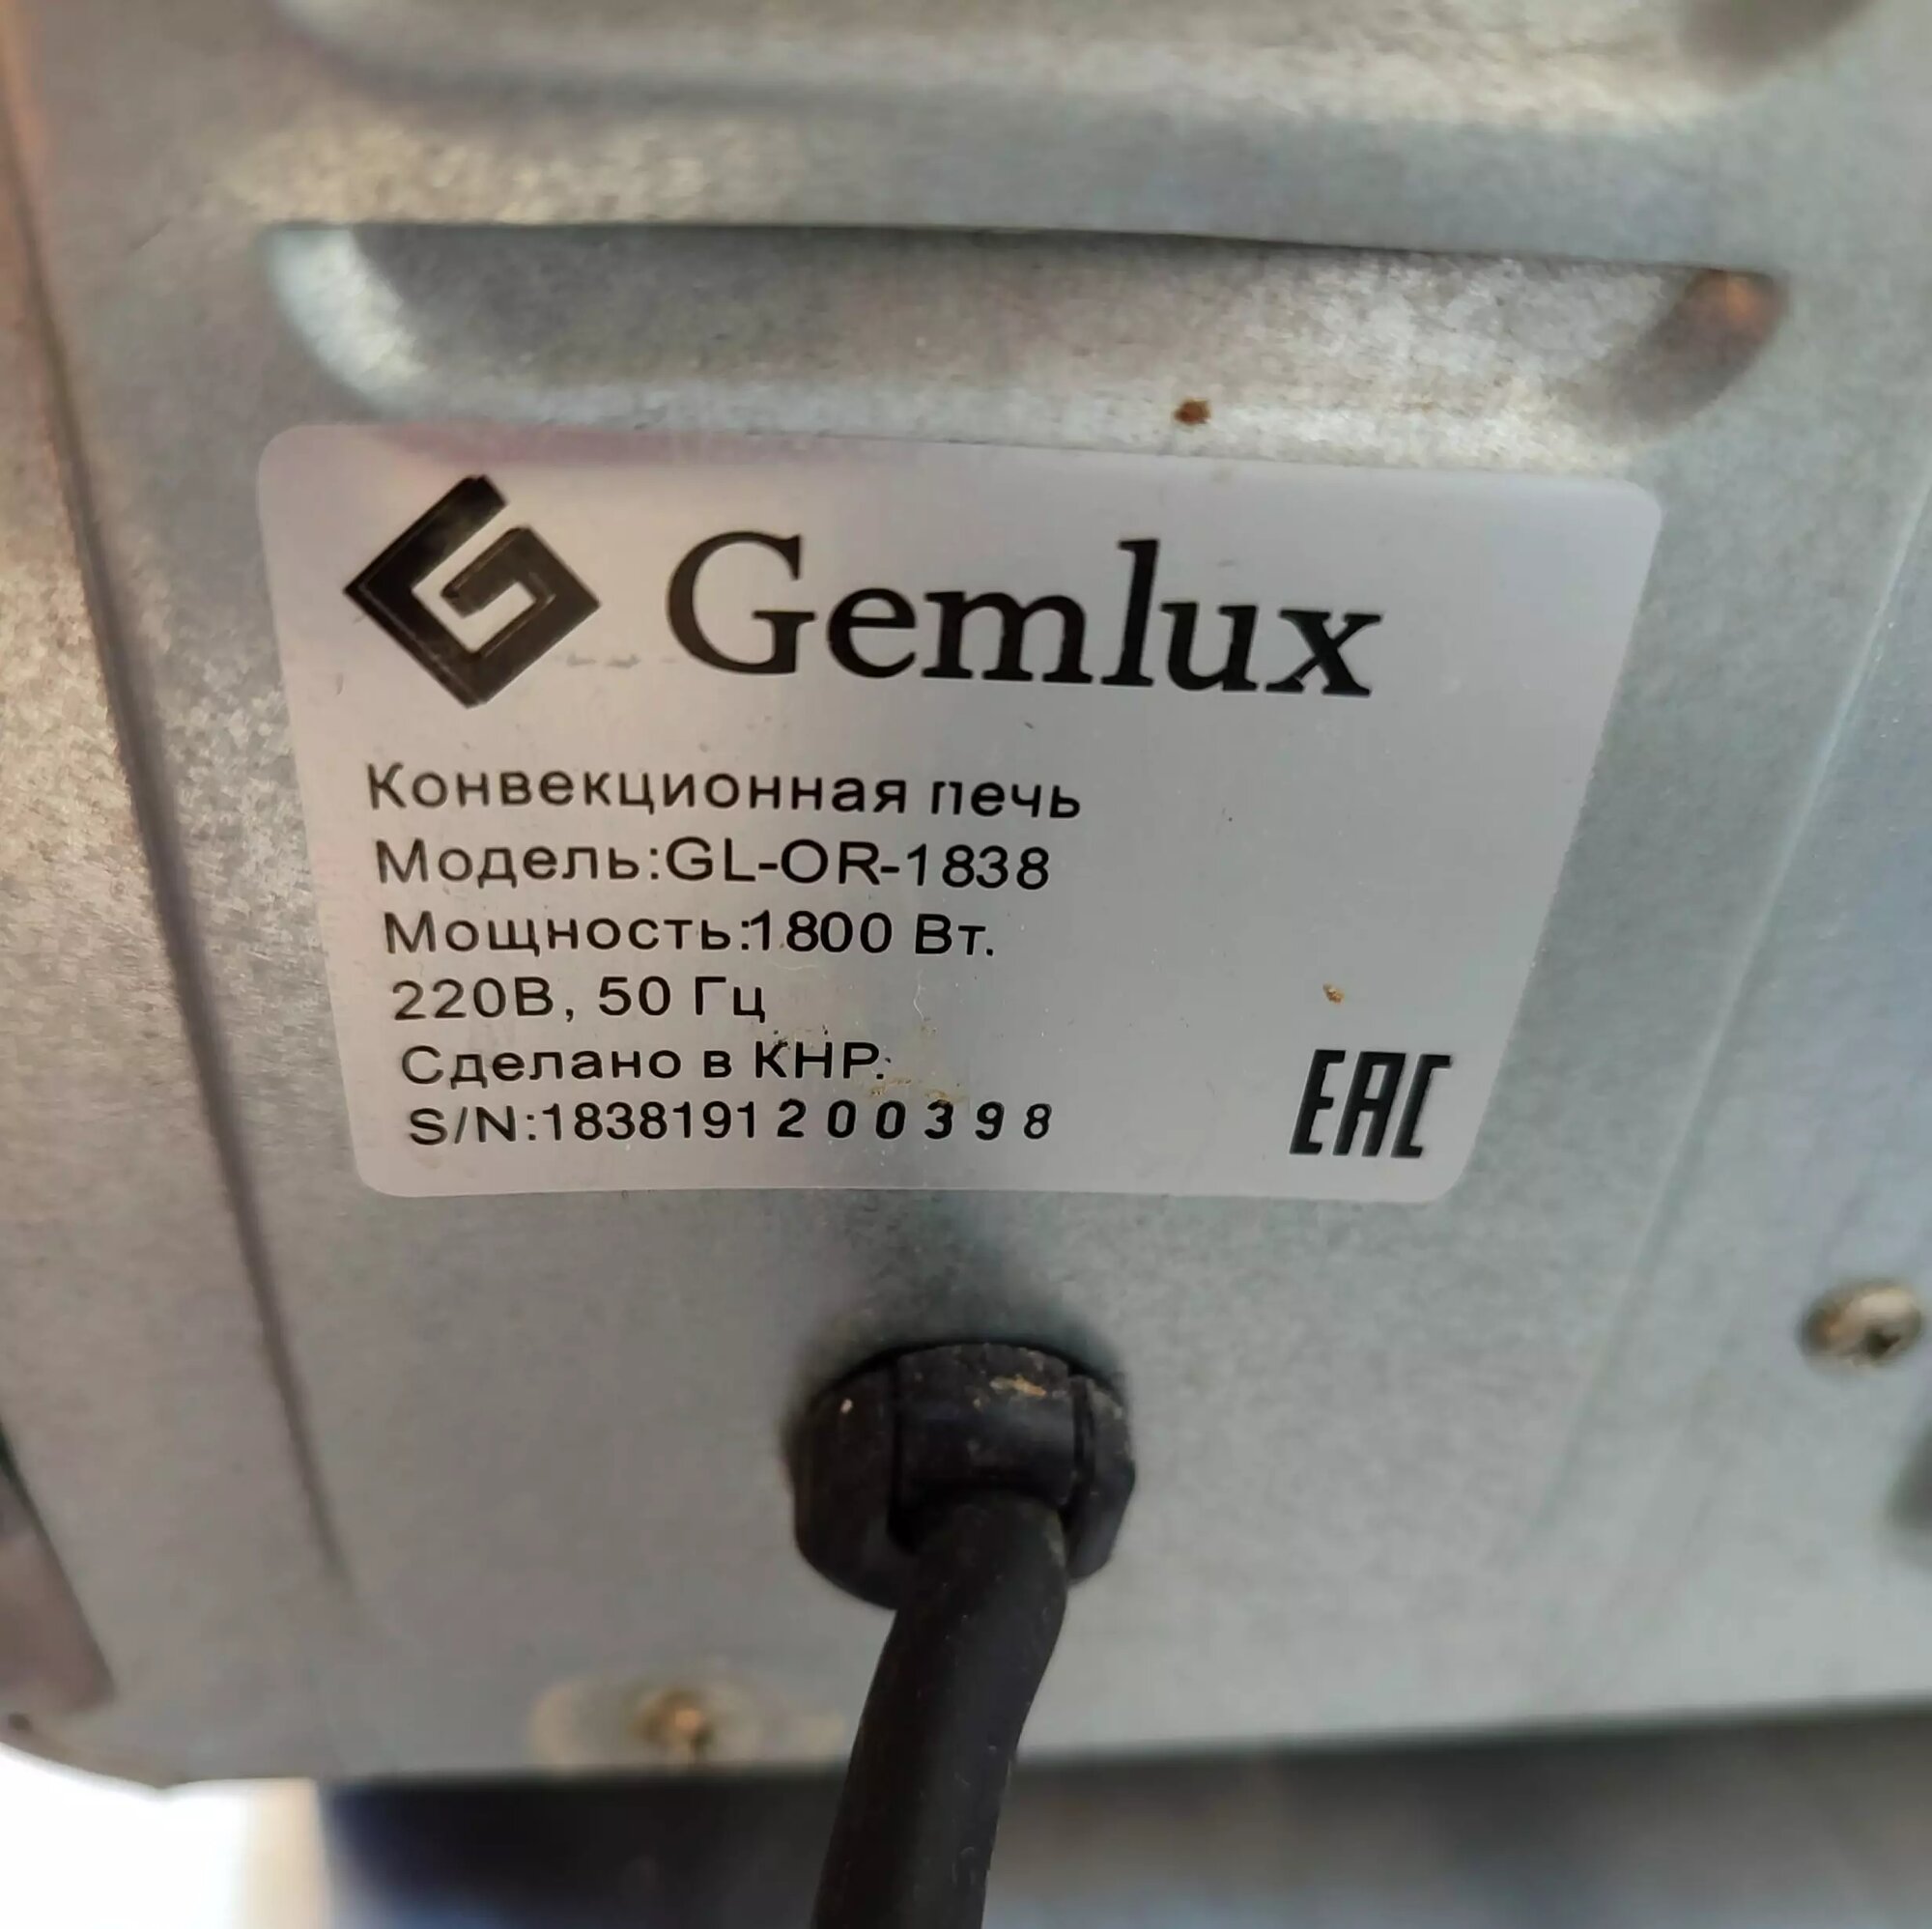 Gemlux
Конвекционная печь
Модель:GL-OR-1838
Мощность:1800 Вт.
220В, 50 Гц
Сделано в КНР.
S/N:1838191200398
EAC